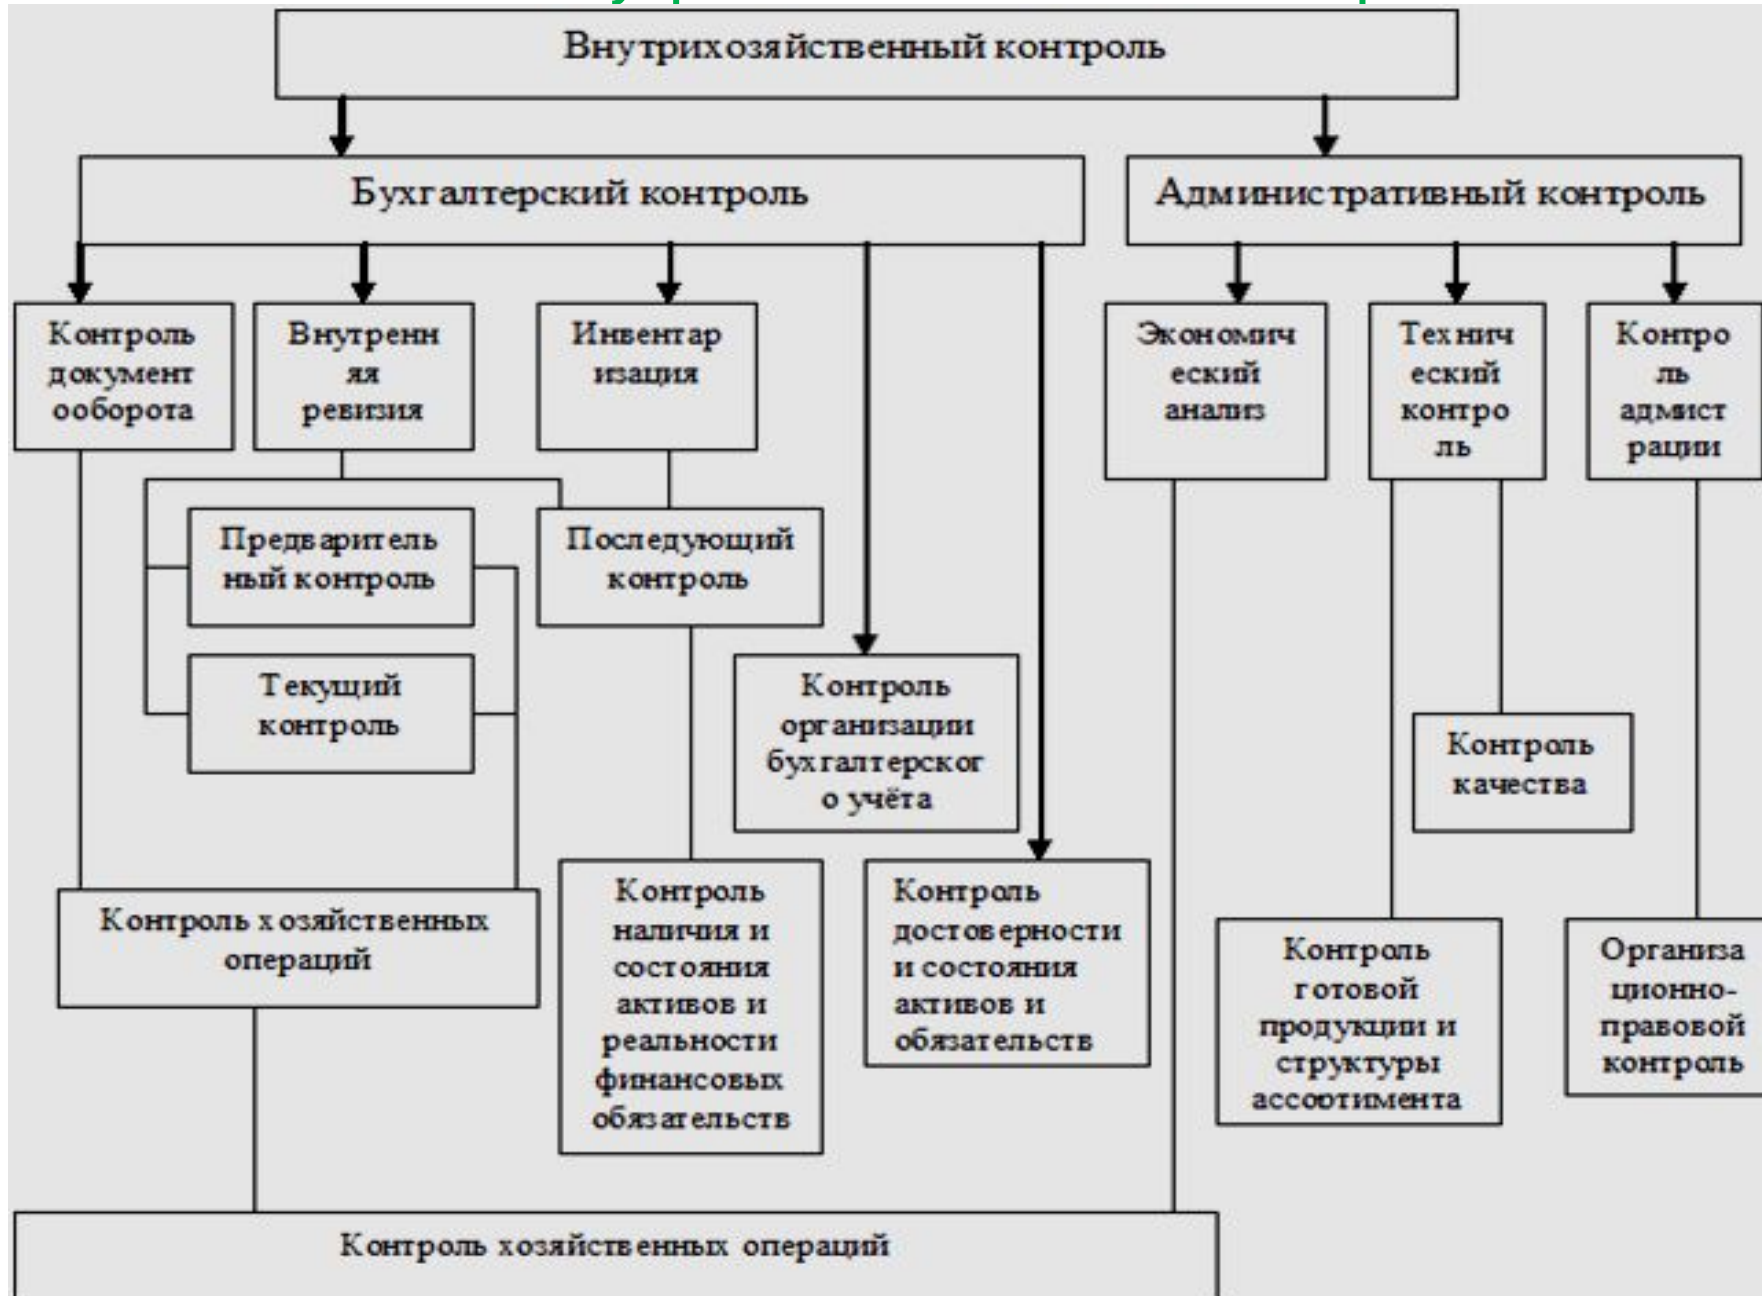 Внутрихозяйственный контроль
Бухгалтерский контроль
Административный контроль
Контроль
документ
ооборота
Внутренн
яя
ревизия
Инвентар
изация
Экономич
еский
анализ
Технич
еский
контро
ль
Контро
ль
админст
рации
Предваритель
ный контроль
Последующий
контроль
Текущий
контроль
Контроль
организации
бухгалтерског
о учёта
Контроль
качества
Контроль хозяйственных
операций
Контроль
наличия и
состояния
активов и
реальности
финансовых
обязательств
Контроль
достоверности
и состояния
активов и
обязательств
Контроль
готовой
продукции и
структуры
ассортимента
Организа
ционно-
правовой
контроль
Контроль хозяйственных операций